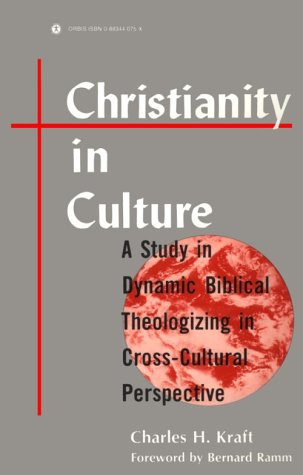 ORBIS ISBN 0-88344-075-X
Christianity
in
Culture
A Study in
Dynamic Biblical
Theologizing in
Cross-Cultural
Perspective
Charles H. Kraft
Foreword by Bernard Ramm